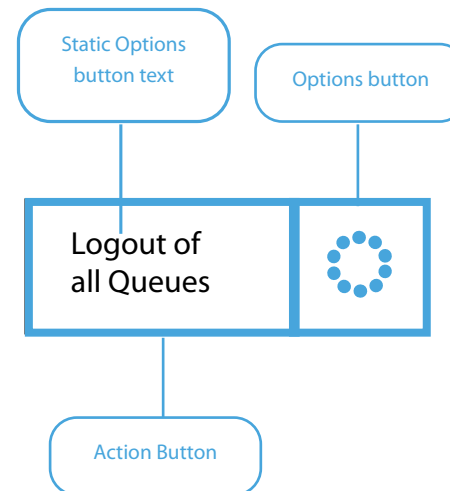 Static Options
button text
Options button
Logout of
all Queues
Action Button